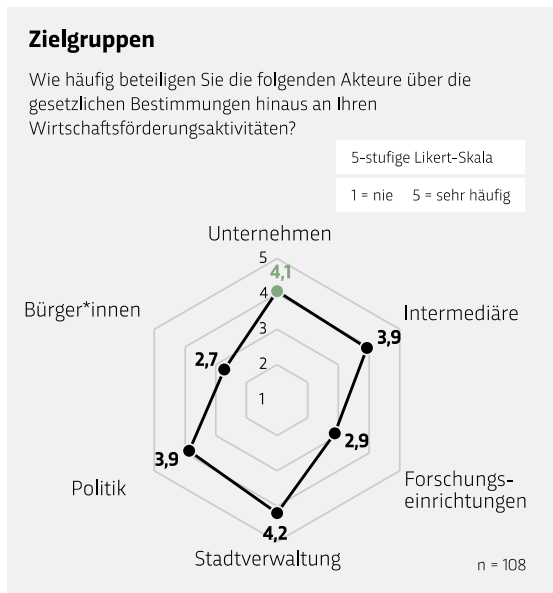 Zielgruppen
Wie häufig beteiligen Sie die folgenden Akteure über die
gesetzlichen Bestimmungen hinaus an Ihren
Wirtschaftsförderungsaktivitäten?
5-stufige Likert-Skala
1 = nie 5 = sehr häufig
Unternehmen
5
4,1
4
Bürger*innen
Intermediäre
3
3,9
2,7
2
1
2,9
3,9
Politik
Forschungs-
einrichtungen
4,2
Stadtverwaltung
n = 108